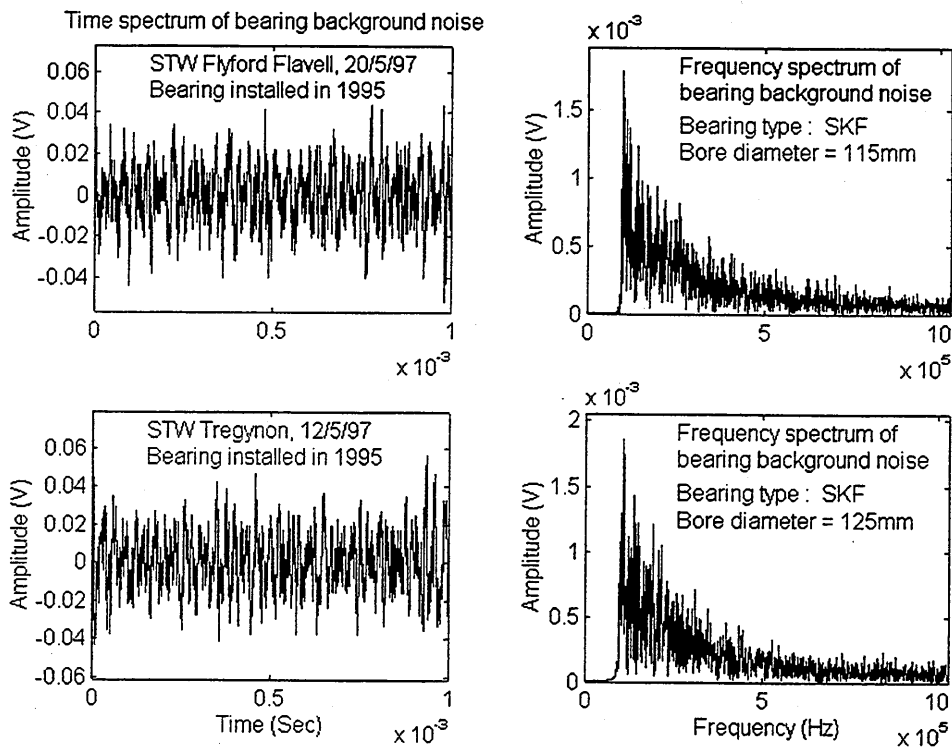 Time spectrum of bearing background noise
STW Flyford Flavell, 20/5/97
Bearing installed in 1995
Amplitude (V)
0.06
0.04
0.02
0
-0.02
-0.04
0
0.5
1
x 10-3
x 10-3
Frequency spectrum of
bearing background noise
Bearing type : SKF
Bore diameter = 115mm
Amplitude (V)
1.5
1
0.5
0
0
5
10
x 105
STW Tregynon, 12/5/97
Bearing installed in 1995
Amplitude (V)
0.06
0.04
0.02
0
-0.02
-0.04
-0.06
0
0.5
1
Time (Sec)
x 10-3
x 10-3
Frequency spectrum of
bearing background noise
Bearing type : SKF
Bore diameter = 125mm
Amplitude (V)
2
1.5
1
0.5
0
0
5
10
Frequency (Hz)
x 105